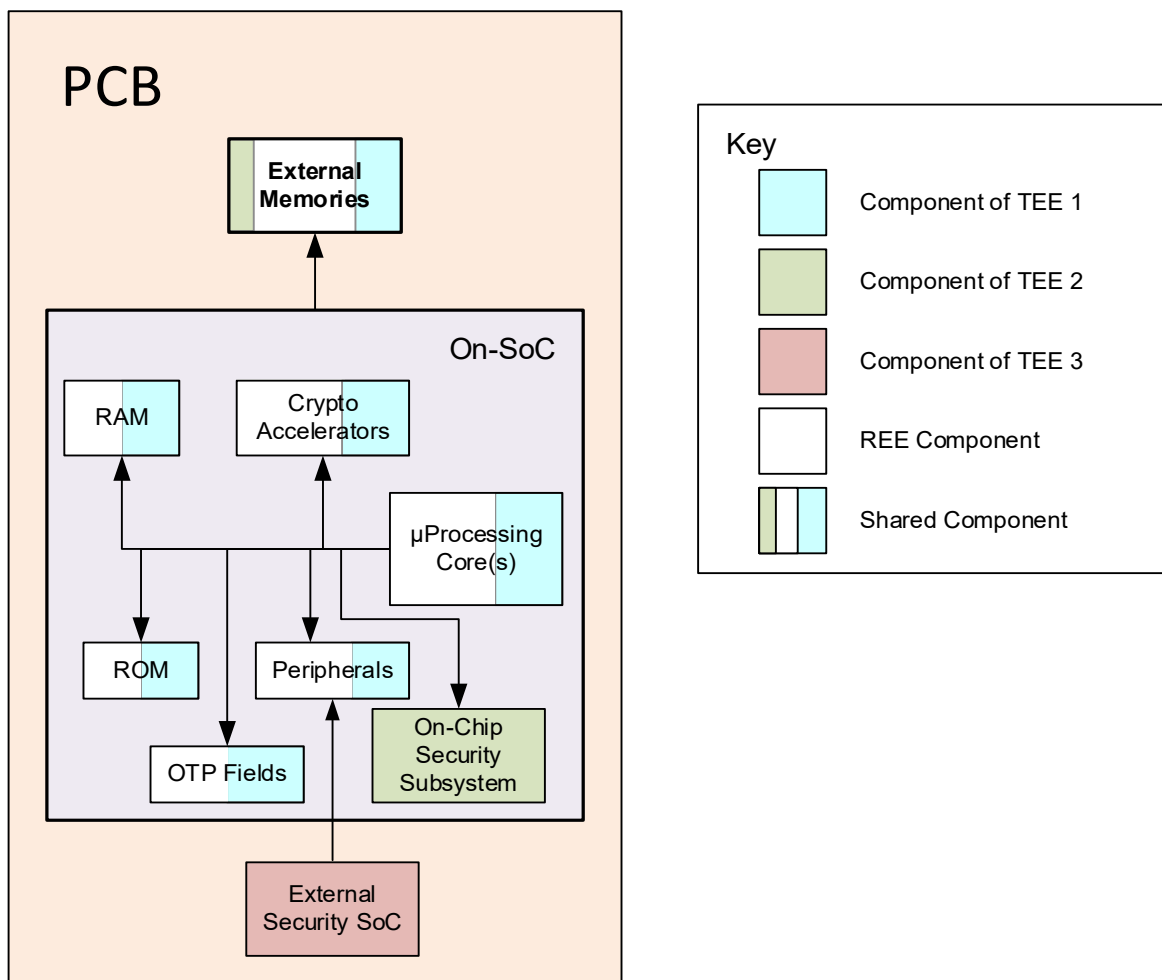 PCB
External
Memories
On-SoC
RAM
Crypto
Accelerators
µProcessing
Core(s)
ROM
Peripherals
On-Chip
Security
Subsystem
OTP Fields
External
Security SoC
Key
Component of TEE 1
Component of TEE 2
Component of TEE 3
REE Component
Shared Component